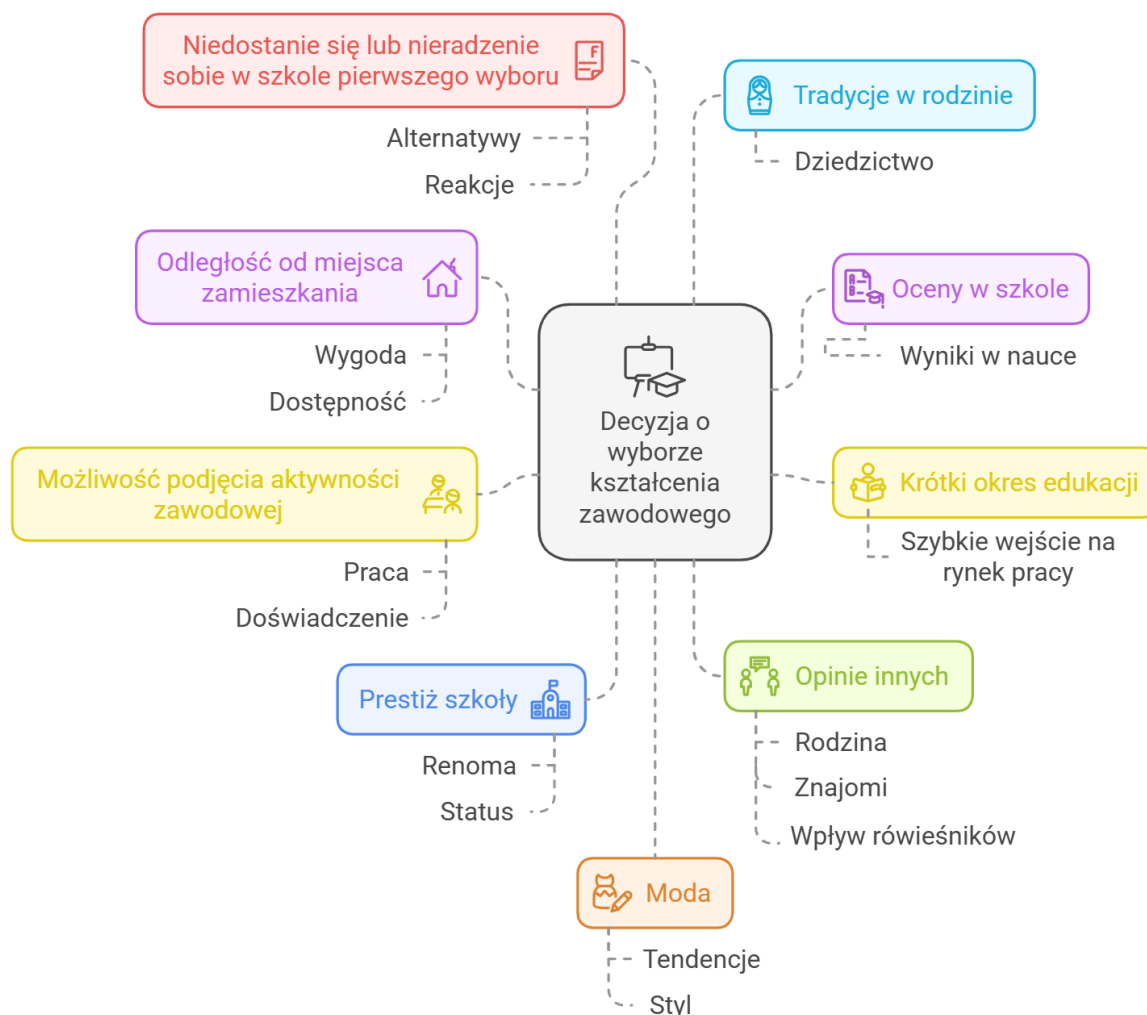 Niedostanie się lub nieradzenie
sobie w szkole pierwszego wyboru
F
Alternatywy
Reakcje
Tradycje w rodzinie
Dziedzictwo
Odległość od miejsca
zamieszkania
Wygoda
Dostępność
A
B
Oceny w szkole
Wyniki w nauce
Decyzja o
wyborze
kształcenia
zawodowego
Możliwość podjęcia aktywności
zawodowej
Praca
Doświadczenie
Krótki okres edukacji
Szybkie wejście na
rynek pracy
Prestiż szkoły
Renoma
Status
Opinie innych
Rodzina
Znajomi
Wpływ rówieśników
Moda
Tendencje
Styl